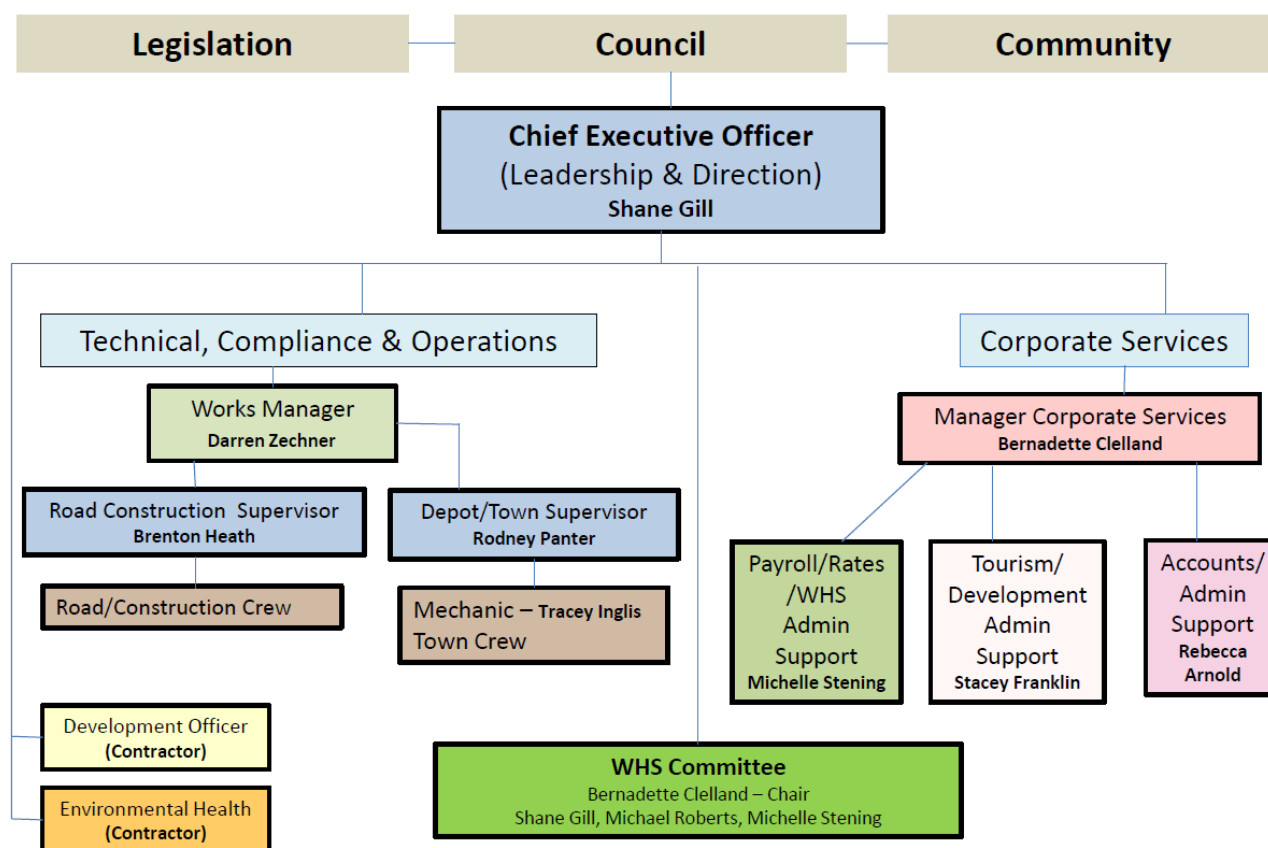 Legislation
Council
Community
Chief Executive Officer
(Leadership & Direction)
Shane Gill
Technical, Compliance & Operations
Corporate Services
Works Manager
Darren Zechner
Manager Corporate Services
Bernadette Clelland
Road Construction Supervisor
Brenton Heath
Depot/Town Supervisor
Rodney Panter
Road/Construction Crew
Mechanic – Tracey Inglis
Town Crew
Payroll/Rates
/WHS
Admin
Support
Michelle Stening
Tourism/
Development
Admin
Support
Stacey Franklin
Accounts/
Admin
Support
Rebecca
Arnold
Development Officer
(Contractor)
Environmental Health
(Contractor)
WHS Committee
Bernadette Clelland – Chair
Shane Gill, Michael Roberts, Michelle Stening